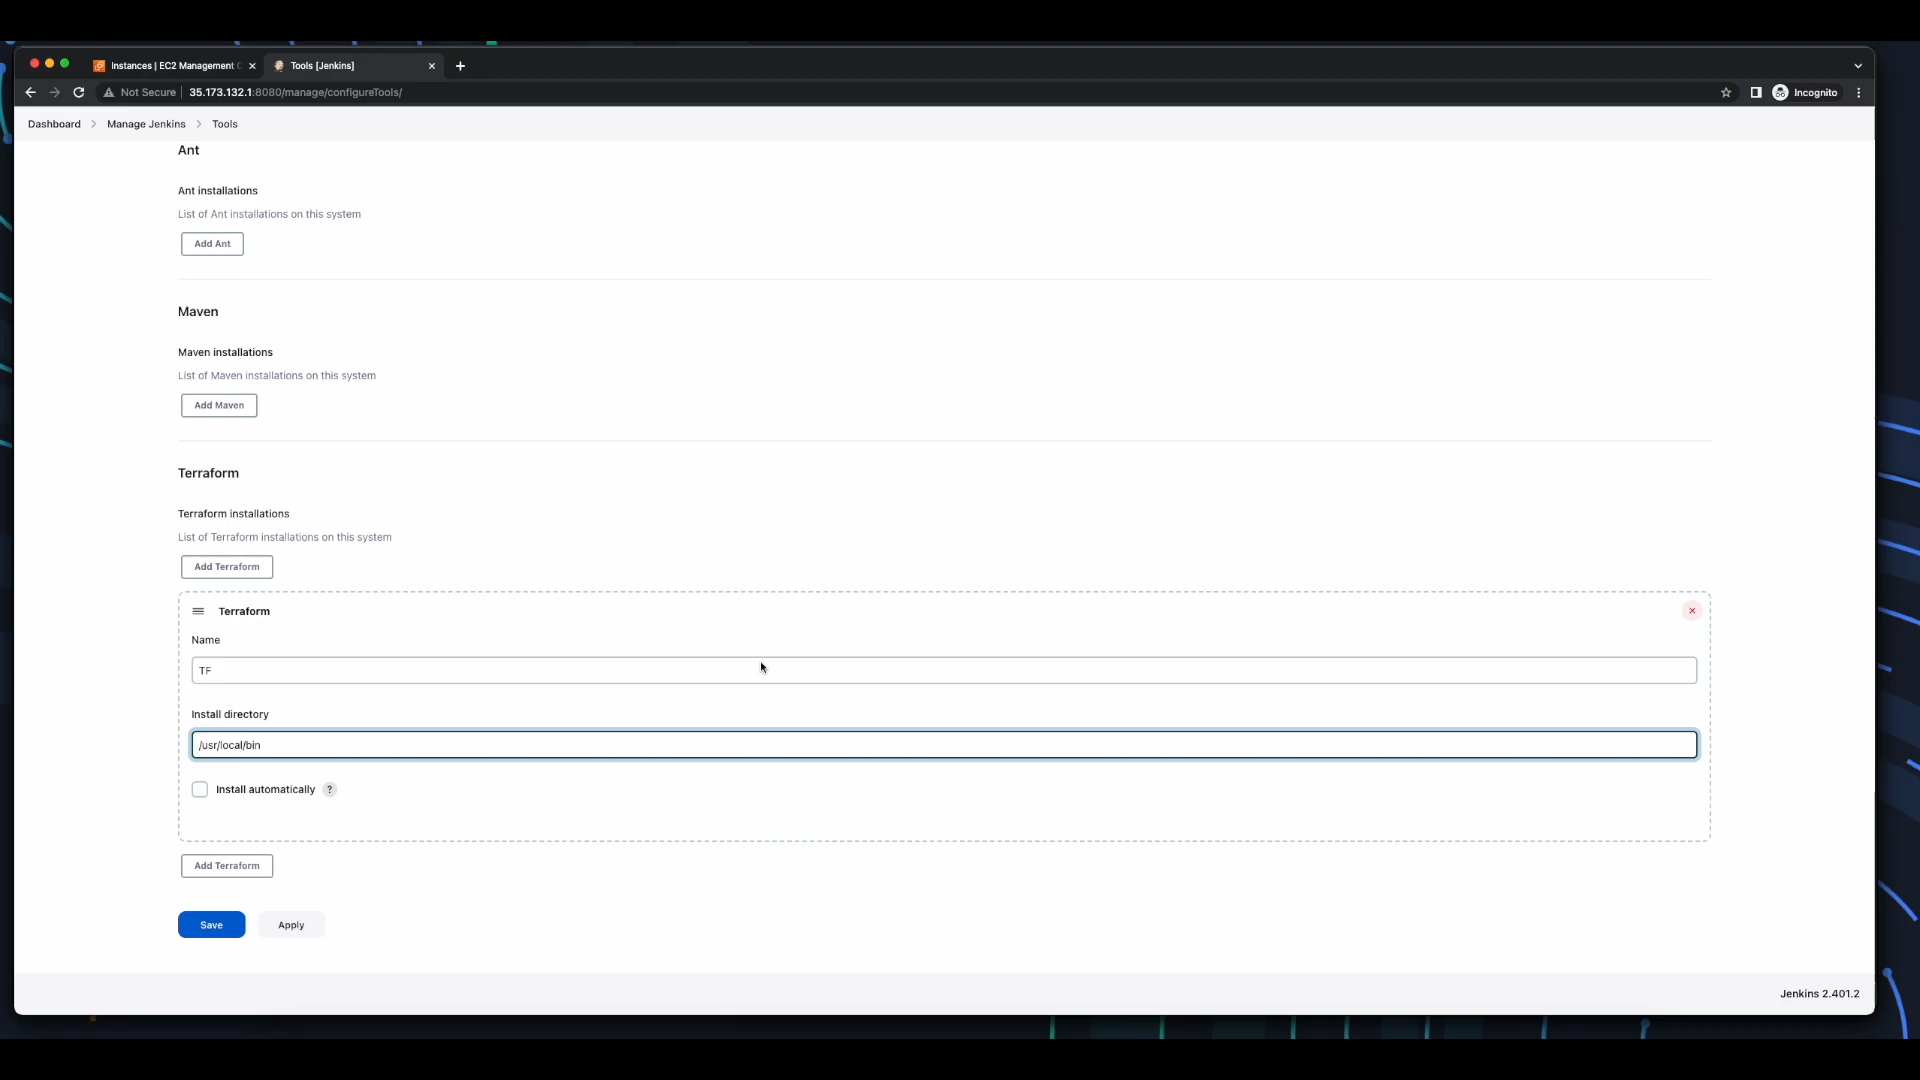 Instances | EC2 Management C
Tools [Jenkins]
Not Secure
35.173.132.1:8080/manage/configureTools/
Incognito
Dashboard
Manage Jenkins
Tools
Ant
Ant installations
List of Ant installations on this system
Add Ant
Maven
Maven installations
List of Maven installations on this system
Add Maven
Terraform
Terraform installations
List of Terraform installations on this system
Add Terraform
Terraform
Name
TF
Install directory
/usr/local/bin
Install automatically ?
Add Terraform
Save
Apply
Jenkins 2.401.2